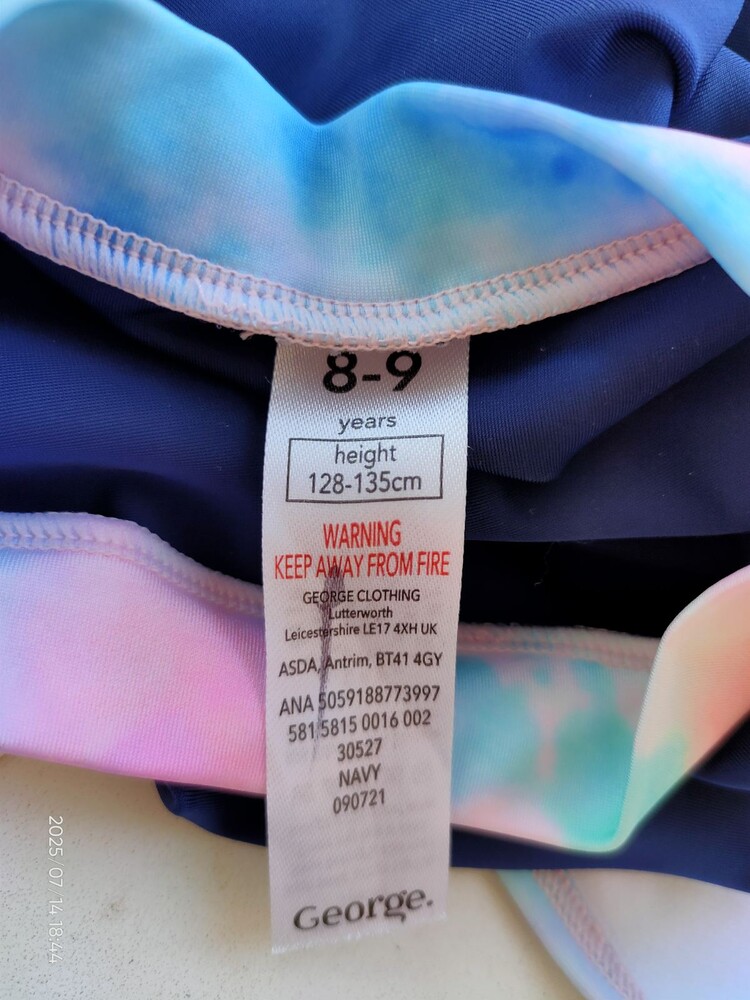 8-9
years
height
128-135cm
WARNING
KEEP AWAY FROM FIRE
GEORGE CLOTHING
Lutterworth
Leicestershire LE17 4XH UK
ASDA, Antrim, BT41 4GY
ANA 5059188773997
581 5815 0016 002
30527
NAVY
090721
George.
2025/07/14 18:44